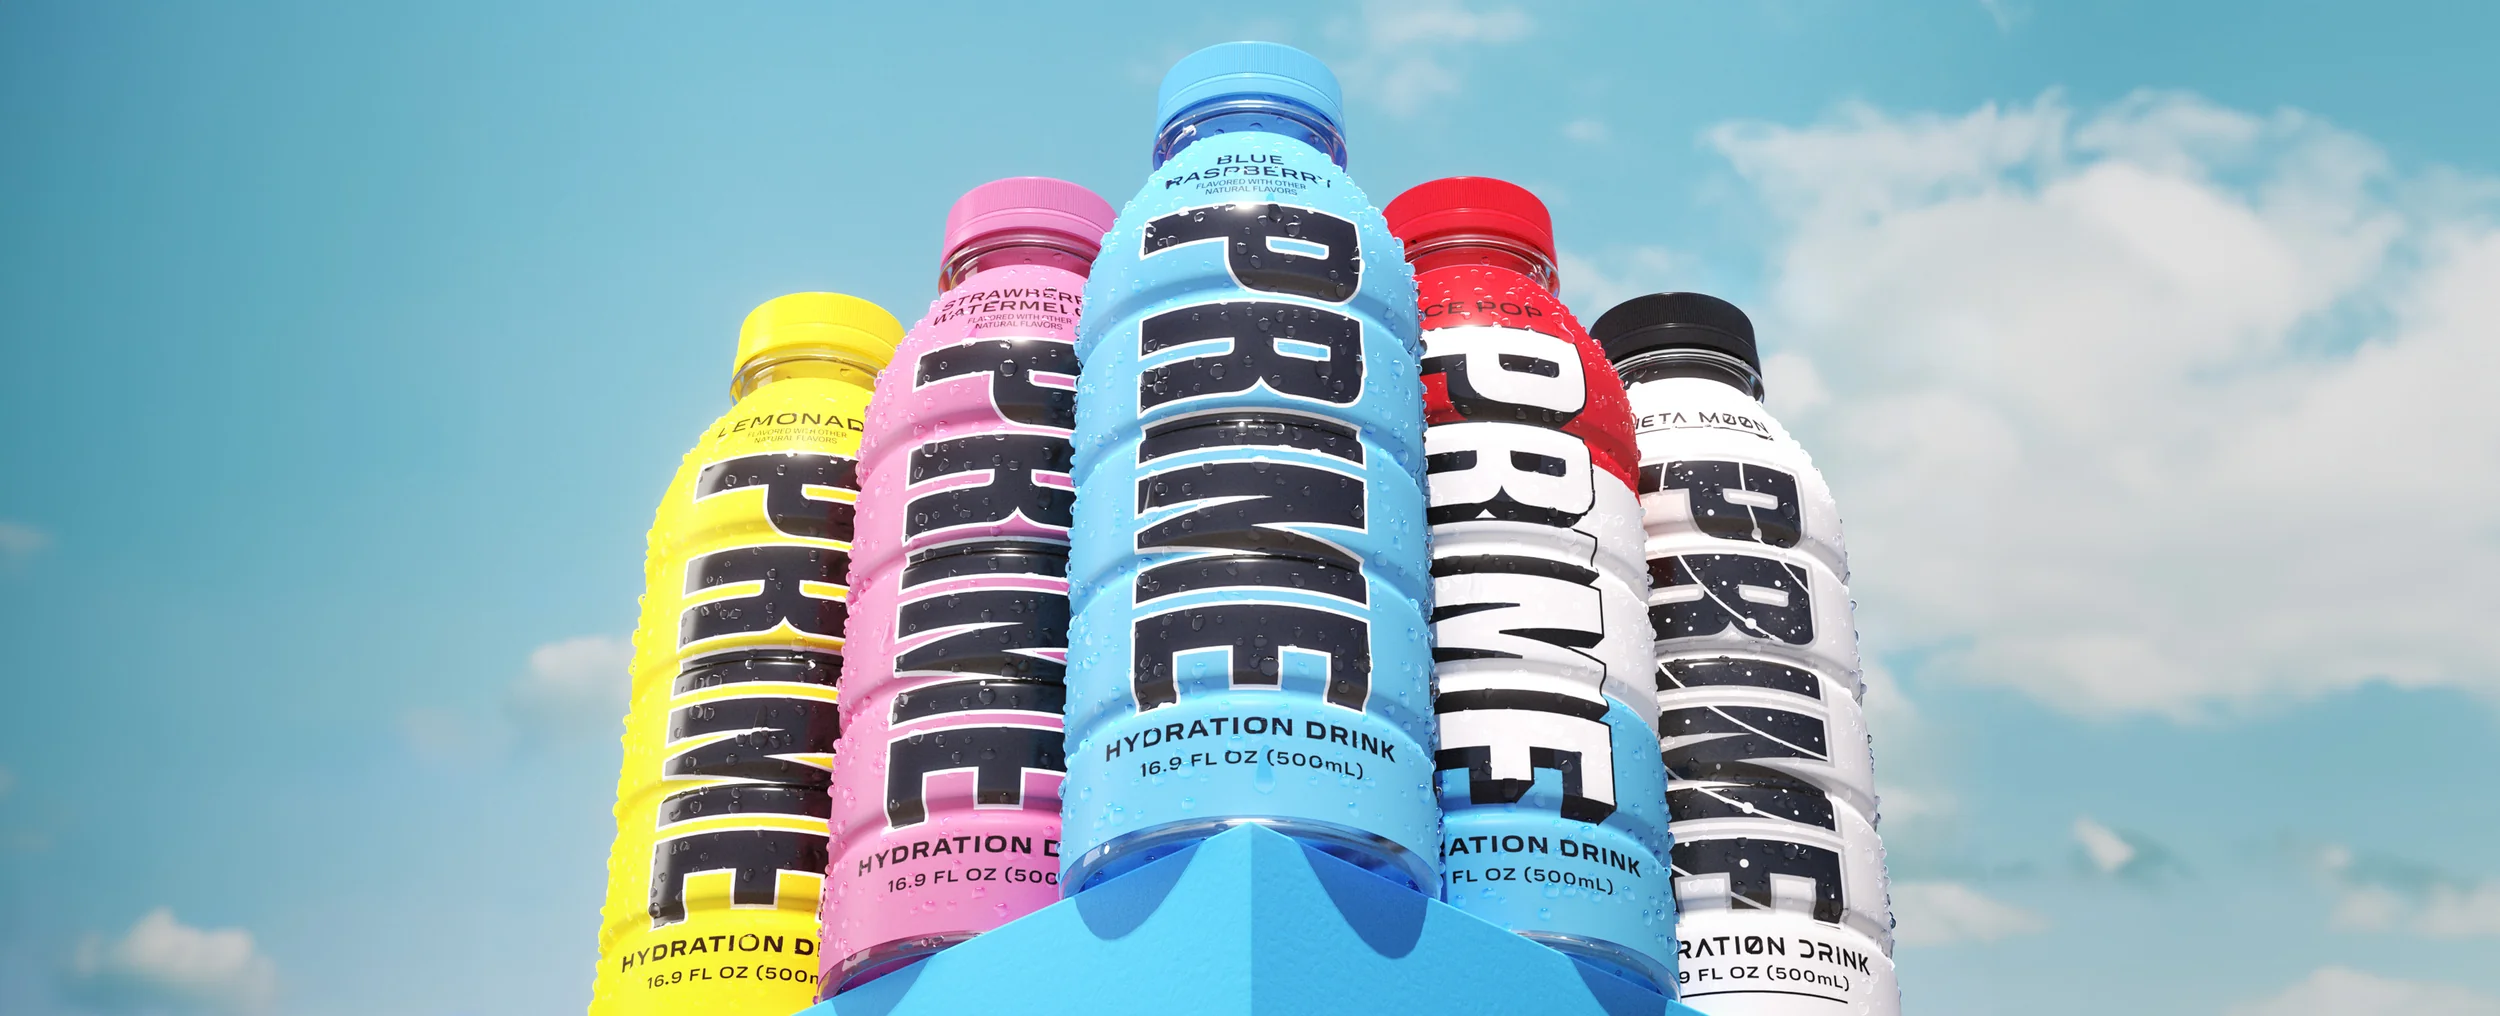 LEMONAD
FLAVORED WITH OTHER
NATURAL FLAVORS
PRIME
HYDRATION D
16.9 FL OZ (500m
STRAWBERR
WATERMEL
FLAVORED WITH OTHER
NATURAL FLAVORS
PRIME
HYDRATION D
16.9 FL OZ (500
BLUE
RASPBERRY
FLAVORED WITH OTHER
NATURAL FLAVORS
PRIME
HYDRATION DRINK
16.9 FL OZ (500mL)
CE POP
PRIME
ATION DRINK
FL OZ (500mL)
META MØØN
PRIME
RATIØN DRINK
9 FL OZ (500mL)